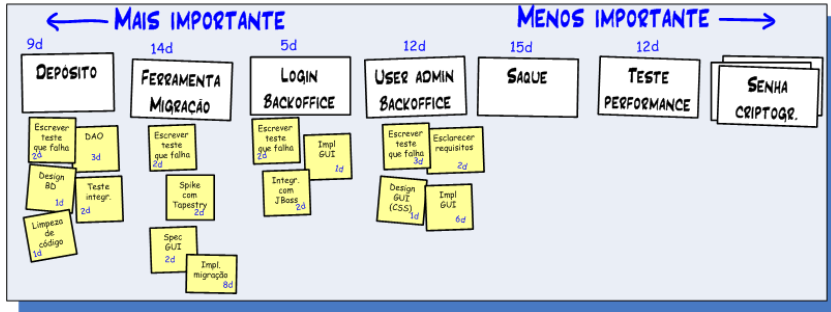 MAIS IMPORTANTE
MENOS IMPORTANTE
9d
14d
5d
12d
15d
12d
DEPÓSITO
FERRAMENTA
MIGRAÇÃO
LOGIN
BACKOFFICE
USER ADMIN
BACKOFFICE
SAQUE
TESTE
PERFORMANCE
SENHA
CRIPTOGR.
Escrever
teste
que falha
2d
DAO
3d
Design
BD
1d
Teste
integr.
2d
Limpeza
de
código
1d
Escrever
teste
que falha
2d
Spike
com
Tapestry
2d
Spec
GUI
2d
Impl.
migração
8d
Escrever
teste
que falha
2d
Impl
GUI
1d
Integr.
com
JBoss
2d
Escrever
teste
que falha
3d
Esclarecer
requisitos
2d
Design
GUI
(CSS)
1d
Impl
GUI
6d